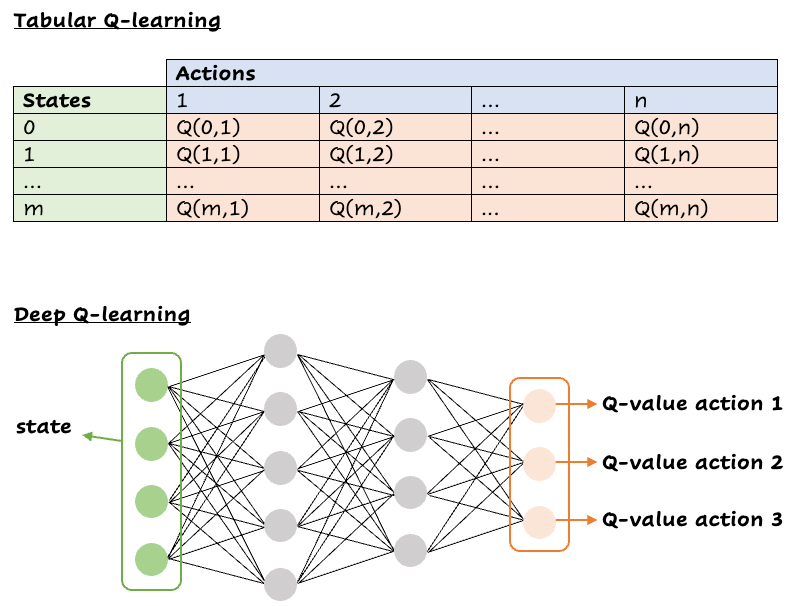 Tabular Q-learning
Actions
States 1 2 ... n
0 Q(0,1) Q(0,2) ... Q(0,n)
1 Q(1,1) Q(1,2) ... Q(1,n)
... ... ... ... ...
m Q(m,1) Q(m,2) ... Q(m,n)
Deep Q-learning
state
Q-value action 1
Q-value action 2
Q-value action 3